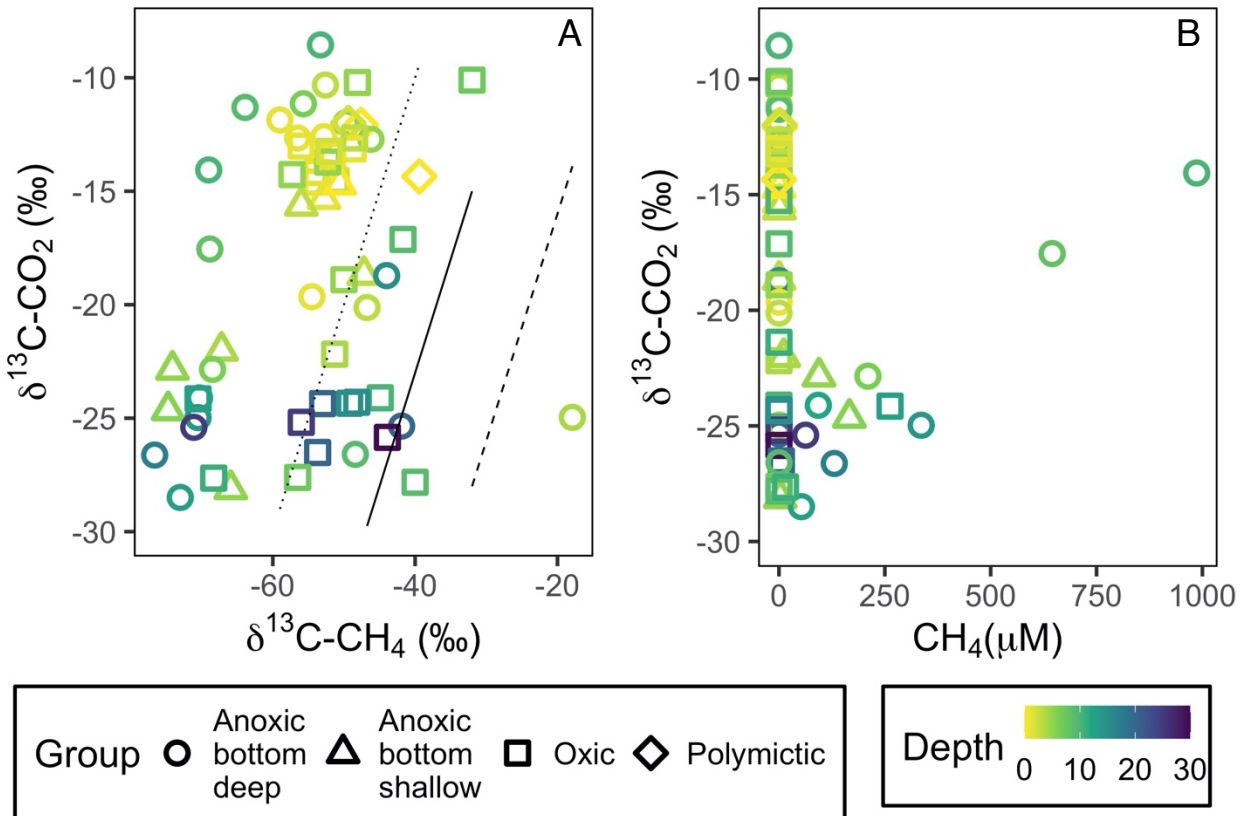 A
-10
-15
-20
-25
-30
δ¹³C-CO₂ (‰)
-60 -40 -20
δ¹³C-CH₄ (‰)
B
-10
-15
-20
-25
-30
δ¹³C-CO₂ (‰)
0 250 500 750 1000
CH₄(μM)
Group
Anoxic
bottom
deep
Anoxic
bottom
shallow
Oxic
Polymictic
Depth
0 10 20 30